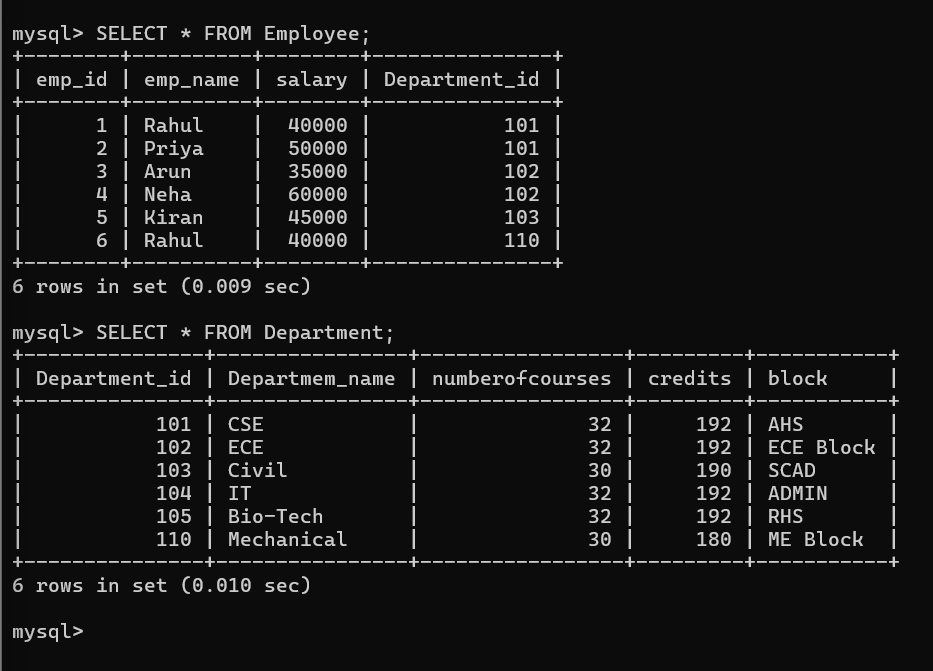 mysql> SELECT * FROM Employee;
+--------+----------+--------+---------------+
| emp_id | emp_name | salary | Department_id |
+--------+----------+--------+---------------+
|      1 | Rahul    |  40000 |           101 |
|      2 | Priya    |  50000 |           101 |
|      3 | Arun     |  35000 |           102 |
|      4 | Neha     |  60000 |           102 |
|      5 | Kiran    |  45000 |           103 |
|      6 | Rahul    |  40000 |           110 |
+--------+----------+--------+---------------+
6 rows in set (0.009 sec)

mysql> SELECT * FROM Department;
+---------------+----------------+-----------------+---------+-----------+
| Department_id | Departmem_name | numberofcourses | credits | block     |
+---------------+----------------+-----------------+---------+-----------+
|           101 | CSE            |              32 |     192 | AHS       |
|           102 | ECE            |              32 |     192 | ECE Block |
|           103 | Civil          |              30 |     190 | SCAD      |
|           104 | IT             |              32 |     192 | ADMIN     |
|           105 | Bio-Tech       |              32 |     192 | RHS       |
|           110 | Mechanical     |              30 |     180 | ME Block  |
+---------------+----------------+-----------------+---------+-----------+
6 rows in set (0.010 sec)

mysql>